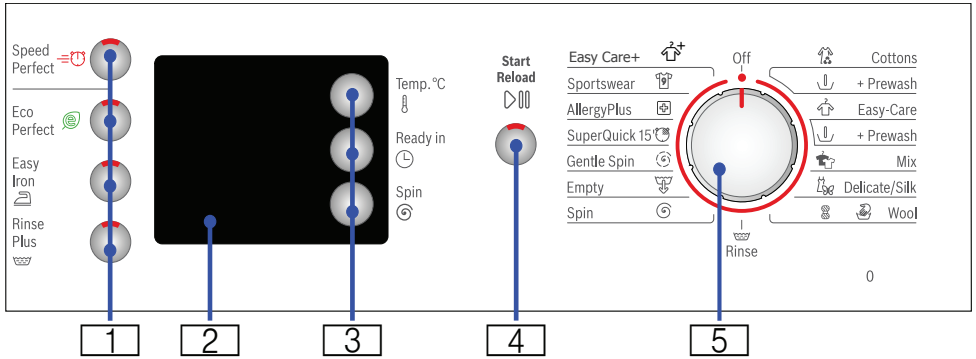 Speed
Perfect
Eco
Perfect
e
Easy
Iron
Rinse
Plus
Temp. °C
Ready in
Spin
Start
Reload
Easy Care+
Sportswear
AllergyPlus
SuperQuick 15'
Gentle Spin
Empty
Spin
Off
Rinse
Cottons
+ Prewash
Easy-Care
+ Prewash
Mix
Delicate/Silk
Wool
0
1
2
3
4
5